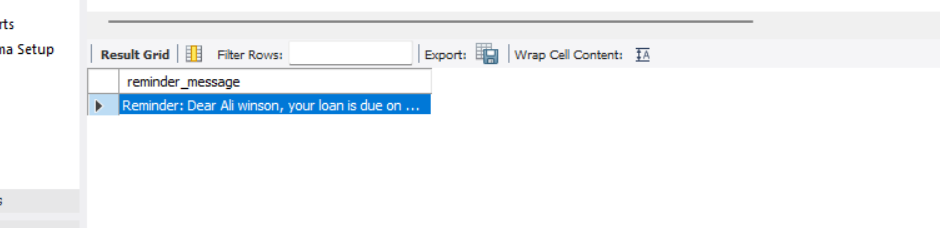 rts
ma Setup
Result Grid Filter Rows: Export: Wrap Cell Content:
reminder_message
Reminder: Dear Ali winson, your loan is due on ...
s